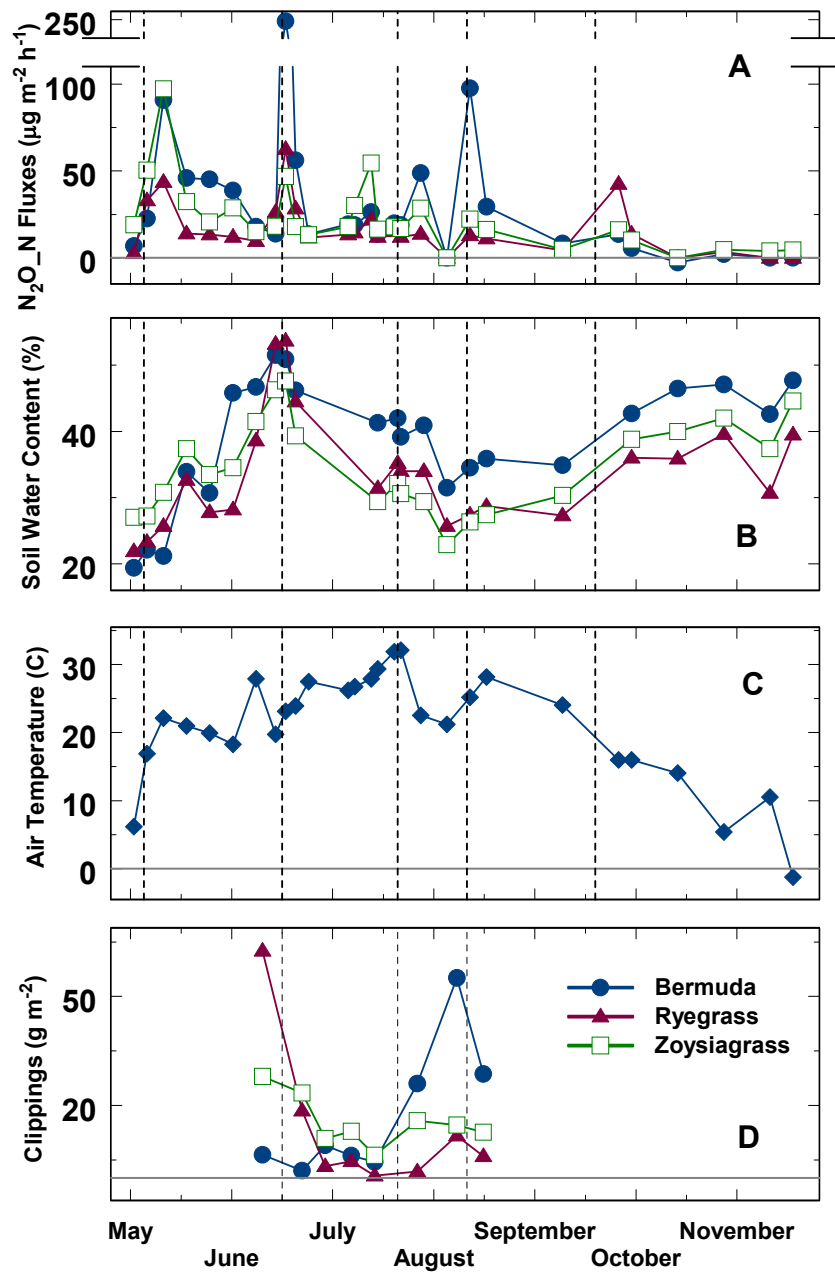 N₂O_N Fluxes (µg m⁻² h⁻¹)
250
100
50
0
A
Soil Water Content (%)
40
20
B
Air Temperature (C)
30
20
10
0
C
Clippings (g m⁻²)
50
20
Bermuda
Ryegrass
Zoysiagrass
D
May
June
July
August
September
October
November